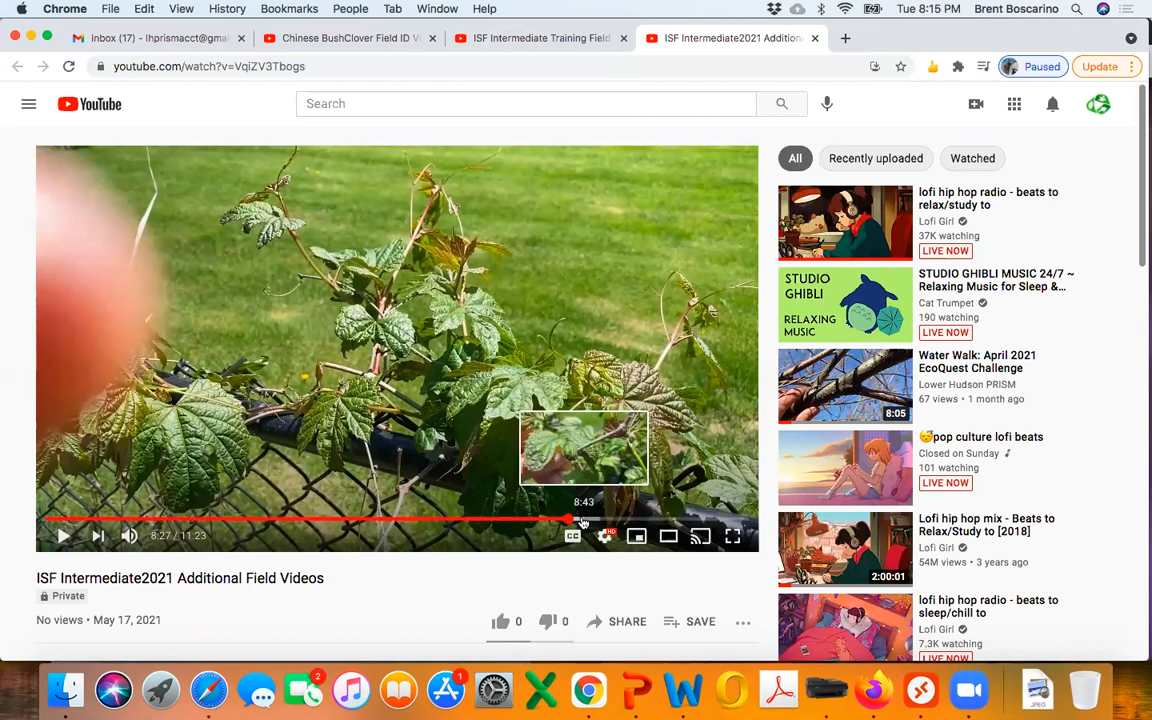 Chrome File Edit View History Bookmarks People Tab Window Help Tue 8:15 PM Brent Boscarino
Inbox (17) - lhprismacct@gmai
Chinese BushClover Field ID V
ISF Intermediate Training Field
ISF Intermediate2021 Addition
youtube.com/watch?v=VqiZV3Tbogs
Paused
Update
YouTube
Search
All
Recently uploaded
Watched
lofi hip hop radio - beats to
relax/study to
Lofi Girl
37K watching
LIVE NOW
STUDIO
GHIBLI
RELAXING
MUSIC
STUDIO GHIBLI MUSIC 24/7 ~
Relaxing Music for Sleep &...
Cat Trumpet
190 watching
LIVE NOW
Water Walk: April 2021
EcoQuest Challenge
Lower Hudson PRISM
67 views • 1 month ago
8:05
😴pop culture lofi beats
Closed on Sunday
101 watching
LIVE NOW
Lofi hip hop mix - Beats to
Relax/Study to [2018]
Lofi Girl
54M views • 3 years ago
2:00:01
lofi hip hop radio - beats to
sleep/chill to
Lofi Girl
7.3K watching
LIVE NOW
8:43
8:27 / 11:23
CC
HD
ISF Intermediate2021 Additional Field Videos
Private
No views • May 17, 2021
0
0
SHARE
SAVE
2
1
JPEG